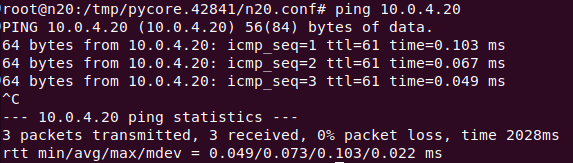 root@n20:/tmp/pycore.42841/n20.conf# ping 10.0.4.20
PING 10.0.4.20 (10.0.4.20) 56(84) bytes of data.
64 bytes from 10.0.4.20: icmp_seq=1 ttl=61 time=0.103 ms
64 bytes from 10.0.4.20: icmp_seq=2 ttl=61 time=0.067 ms
64 bytes from 10.0.4.20: icmp_seq=3 ttl=61 time=0.049 ms
^C
--- 10.0.4.20 ping statistics ---
3 packets transmitted, 3 received, 0% packet loss, time 2028ms
rtt min/avg/max/mdev = 0.049/0.073/0.103/0.022 ms